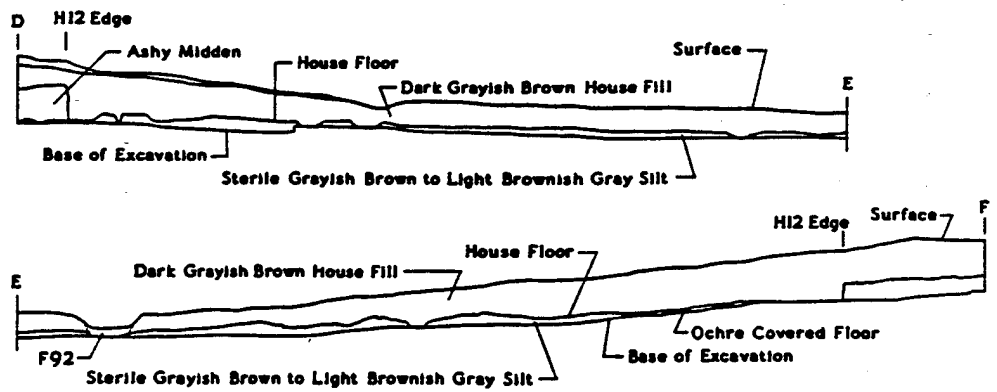 D
H12 Edge
Ashy Midden
House Floor
Surface
Dark Grayish Brown House Fill
E
Base of Excavation
Sterile Grayish Brown to Light Brownish Gray Silt
F
H12 Edge
Surface
House Floor
Dark Grayish Brown House Fill
E
Ochre Covered Floor
F92
Base of Excavation
Sterile Grayish Brown to Light Brownish Gray Silt